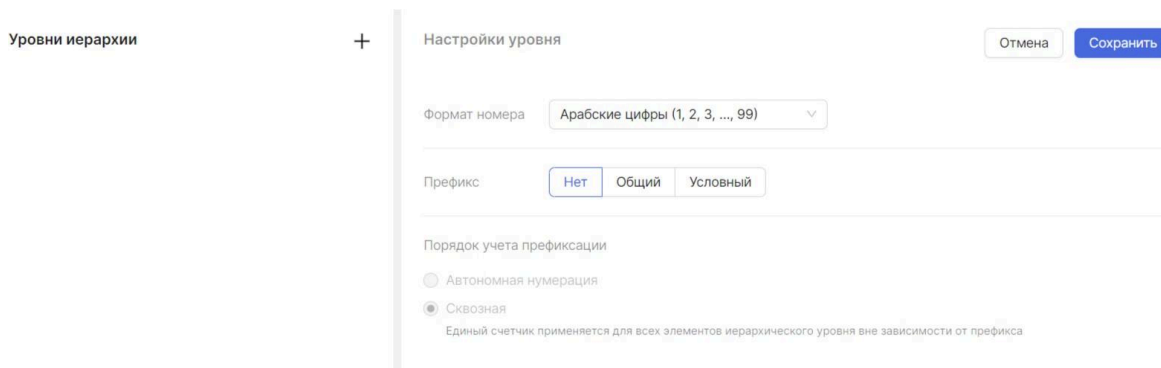 Уровни иерархии
Настройки уровня
Отмена
Сохранить
Формат номера
Арабские цифры (1, 2, 3, ..., 99)
Префикс
Нет
Общий
Условный
Порядок учета префиксации
Автономная нумерация
Сквозная
Единый счетчик применяется для всех элементов иерархического уровня вне зависимости от префикса